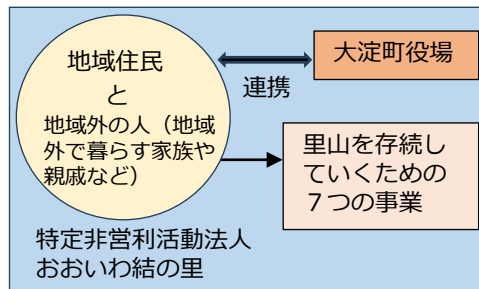 地域住民
と
地域外の人（地域
外で暮らす家族や
親戚など）
連携
大淀町役場
里山を存続し
ていくための
７つの事業
特定非営利活動法人
おおいわ結の里